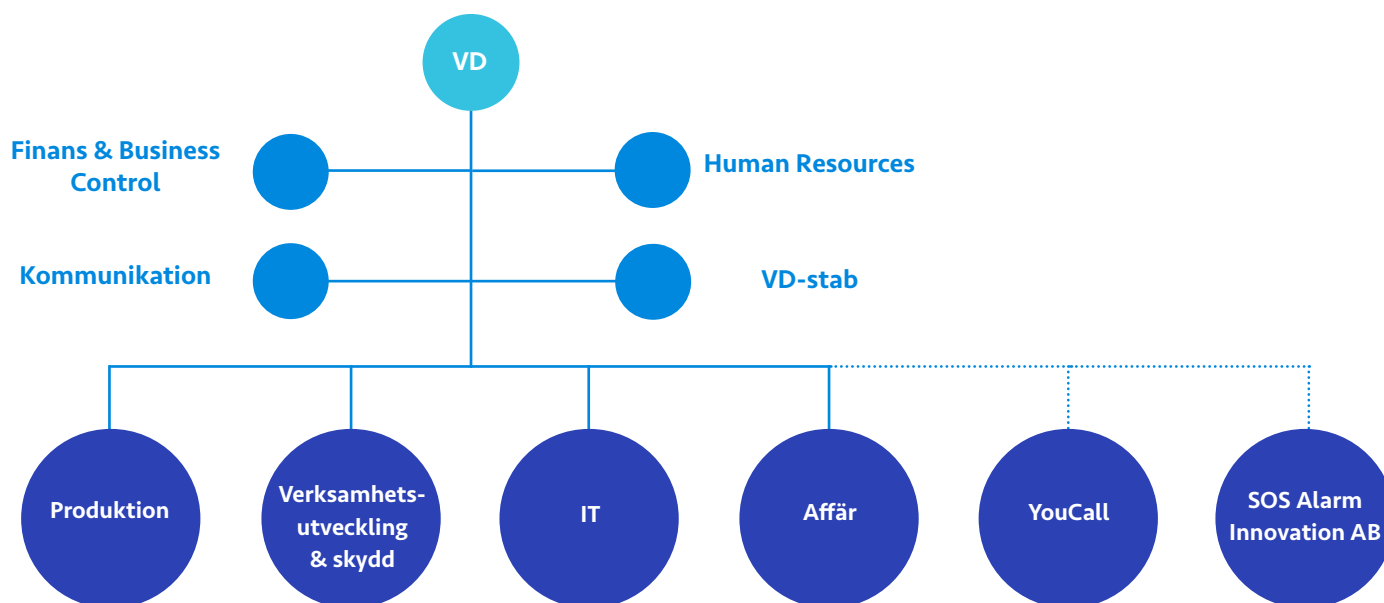 VD
Finans & Business
Control
Human Resources
Kommunikation
VD-stab
Produktion
Verksamhets-
utveckling
& skydd
IT
Affär
YouCall
SOS Alarm
Innovation AB